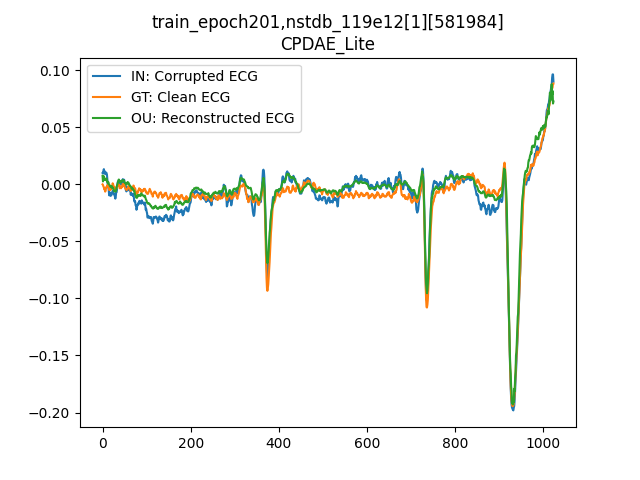 train_epoch201,nstdb_119e12[1][581984]
CPDAE_Lite
IN: Corrupted ECG
GT: Clean ECG
OU: Reconstructed ECG
0.10
0.05
0.00
−0.05
−0.10
−0.15
−0.20
0 200 400 600 800 1000